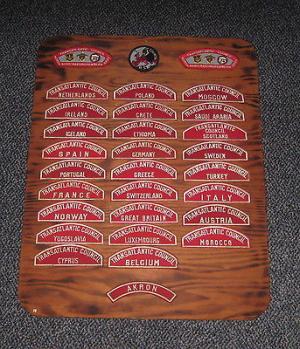 TRANSATLANTIC COUNCIL
NETHERLANDS
TRANSATLANTIC COUNCIL
POLAND
TRANSATLANTIC COUNCIL
MOSCOW
TRANSATLANTIC COUNCIL
IRELAND
TRANSATLANTIC COUNCIL
CRETE
TRANSATLANTIC COUNCIL
SAUDI ARABIA
TRANSATLANTIC COUNCIL
ICELAND
TRANSATLANTIC COUNCIL
ETHIOPIA
TRANSATLANTIC
COUNCIL
SCOTLAND
TRANSATLANTIC COUNCIL
SPAIN
TRANSATLANTIC COUNCIL
GERMANY
TRANSATLANTIC COUNCIL
SWEDEN
TRANSATLANTIC COUNCIL
PORTUGAL
TRANSATLANTIC COUNCIL
GREECE
TRANSATLANTIC COUNCIL
TURKEY
TRANSATLANTIC COUNCIL
FRANCE
TRANSATLANTIC COUNCIL
SWITZERLAND
TRANSATLANTIC COUNCIL
ITALY
TRANSATLANTIC COUNCIL
NORWAY
TRANSATLANTIC COUNCIL
GREAT BRITAIN
TRANSATLANTIC COUNCIL
AUSTRIA
TRANSATLANTIC COUNCIL
YOGOSLAVIA
TRANSATLANTIC COUNCIL
LUXEMBOURG
TRANSATLANTIC COUNCIL
MOROCCO
TRANSATLANTIC COUNCIL
CYPRUS
TRANSATLANTIC COUNCIL
BELGIUM
AKRON